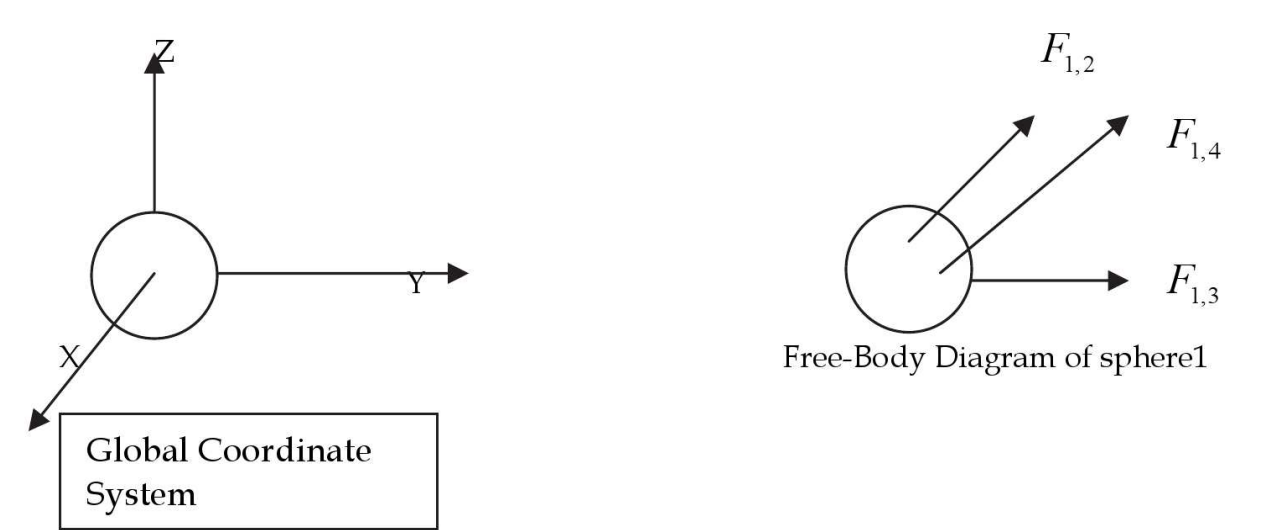 Z
Y
X
Global Coordinate
System
F1,2
F1,4
F1,3
Free-Body Diagram of sphere1